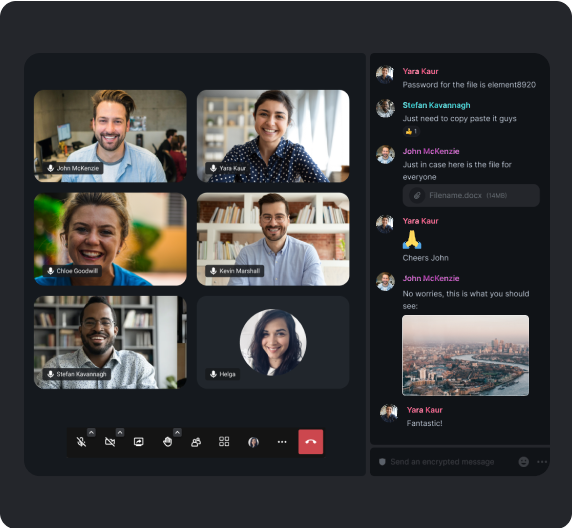 John McKenzie
Yara Kaur
Chloe Goodwill
Kevin Marshall
Stefan Kavannagh
Helga
Yara Kaur
Password for the file is element8920
Stefan Kavannagh
Just need to copy paste it guys
👍 1
John McKenzie
Just in case here is the file for
everyone
Filename.docx (14MB)
Yara Kaur
🙏
Cheers John
John McKenzie
No worries, this is what you should
see:
Yara Kaur
Fantastic!
Send an encrypted message